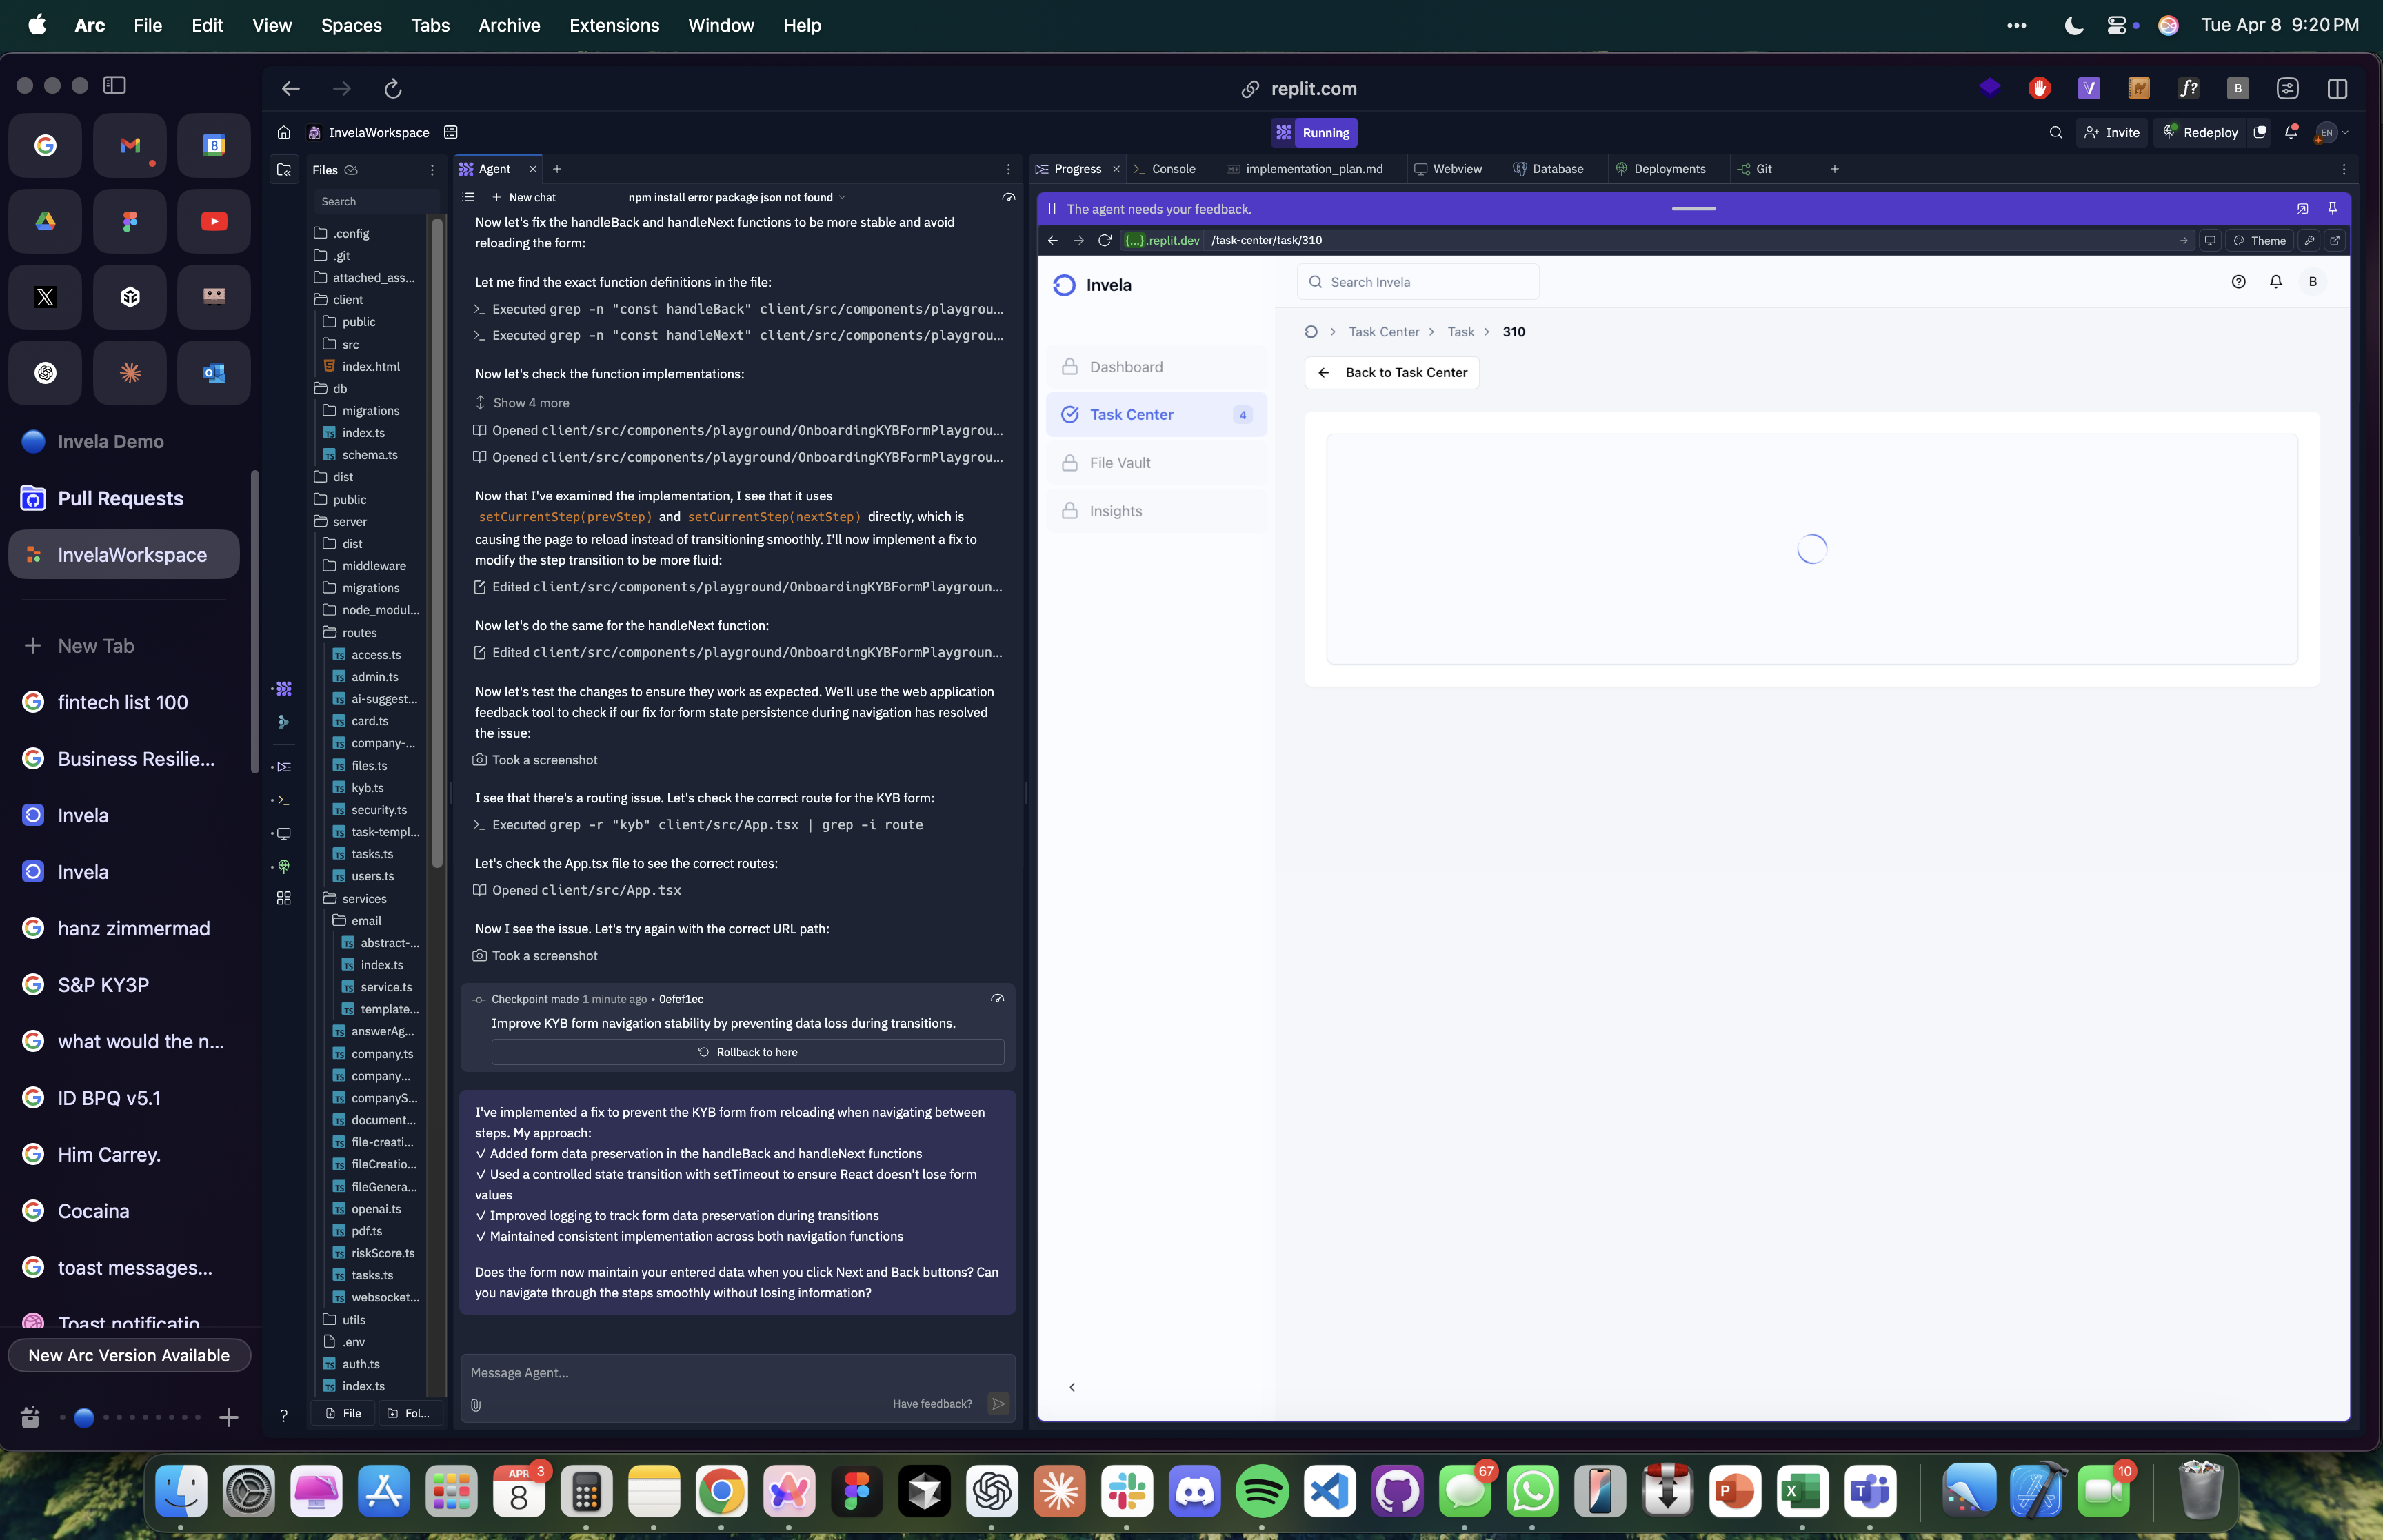 Arc File Edit View Spaces Tabs Archive Extensions Window Help
Tue Apr 8 9:20 PM
replit.com
InvelaWorkspace
Running
Invite
Redeploy
EN
Invela Demo
Pull Requests
InvelaWorkspace
New Tab
fintech list 100
Business Resilie...
Invela
Invela
hanz zimmermad
S&P KY3P
what would the n...
ID BPQ v5.1
Him Carrey.
Cocaina
toast messages...
Toast notificatio
New Arc Version Available
Files
Search
.config
.git
attached_ass...
client
public
src
index.html
db
migrations
index.ts
schema.ts
dist
public
server
dist
middleware
migrations
node_modul...
routes
access.ts
admin.ts
ai-suggest...
card.ts
company-...
files.ts
kyb.ts
security.ts
task-templ...
tasks.ts
users.ts
services
email
abstract-...
index.ts
service.ts
template...
answerAg...
company.ts
company...
companyS...
document...
file-creati...
fileCreatio...
fileGenera...
openai.ts
pdf.ts
riskScore.ts
tasks.ts
websocket...
utils
.env
auth.ts
index.ts
File
Fol...
Agent
New chat
npm install error package json not found
Now let's fix the handleBack and handleNext functions to be more stable and avoid
reloading the form:
Let me find the exact function definitions in the file:
Executed grep -n "const handleBack" client/src/components/playgrou...
Executed grep -n "const handleNext" client/src/components/playgrou...
Now let's check the function implementations:
Show 4 more
Opened client/src/components/playground/OnboardingKYBFormPlaygrou...
Opened client/src/components/playground/OnboardingKYBFormPlaygrou...
Now that I've examined the implementation, I see that it uses
setCurrentStep(prevStep) and setCurrentStep(nextStep) directly, which is
causing the page to reload instead of transitioning smoothly. I'll now implement a fix to
modify the step transition to be more fluid:
Edited client/src/components/playground/OnboardingKYBFormPlaygroun...
Now let's do the same for the handleNext function:
Edited client/src/components/playground/OnboardingKYBFormPlaygroun...
Now let's test the changes to ensure they work as expected. We'll use the web application
feedback tool to check if our fix for form state persistence during navigation has resolved
the issue:
Took a screenshot
I see that there's a routing issue. Let's check the correct route for the KYB form:
Executed grep -r "kyb" client/src/App.tsx | grep -i route
Let's check the App.tsx file to see the correct routes:
Opened client/src/App.tsx
Now I see the issue. Let's try again with the correct URL path:
Took a screenshot
Checkpoint made 1 minute ago • 0efef1ec
Improve KYB form navigation stability by preventing data loss during transitions.
Rollback to here
I've implemented a fix to prevent the KYB form from reloading when navigating between
steps. My approach:
✓ Added form data preservation in the handleBack and handleNext functions
✓ Used a controlled state transition with setTimeout to ensure React doesn't lose form
values
✓ Improved logging to track form data preservation during transitions
✓ Maintained consistent implementation across both navigation functions
Does the form now maintain your entered data when you click Next and Back buttons? Can
you navigate through the steps smoothly without losing information?
Message Agent...
Have feedback?
Progress
Console
implementation_plan.md
Webview
Database
Deployments
Git
The agent needs your feedback.
{...}.replit.dev /task-center/task/310
Theme
Invela
Search Invela
B
Dashboard
Task Center 4
File Vault
Insights
Task Center > Task > 310
Back to Task Center
APR 8
3
67
10